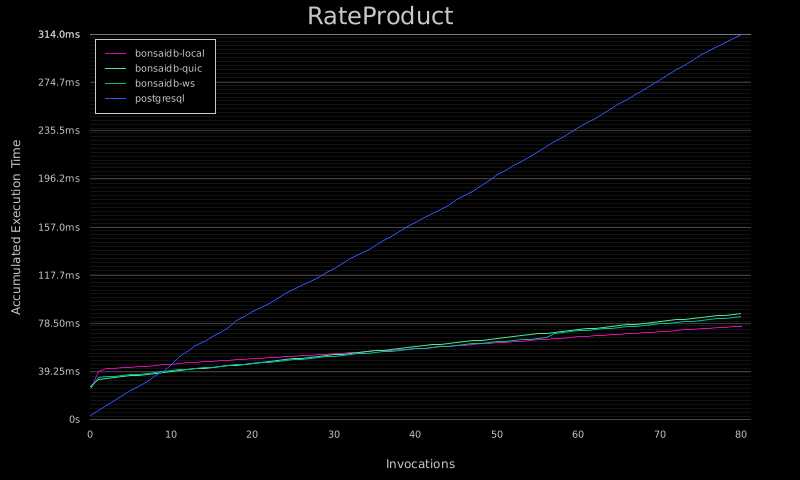 RateProduct
314.0ms
274.7ms
235.5ms
196.2ms
157.0ms
117.7ms
78.50ms
39.25ms
0s
bonsaidb-local
bonsaidb-quic
bonsaidb-ws
postgresql
Accumulated Execution Time
0 10 20 30 40 50 60 70 80
Invocations